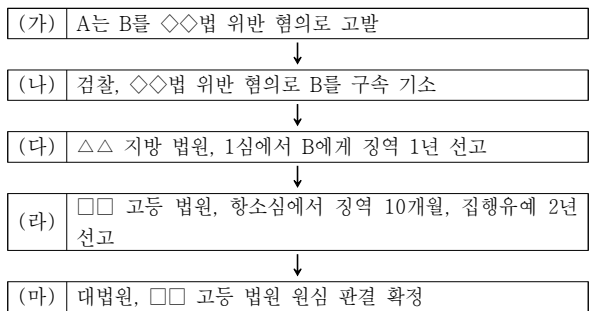 (가) A는 B를 ◇◇법 위반 혐의로 고발
(나) 검찰, ◇◇법 위반 혐의로 B를 구속 기소
(다) △△ 지방 법원, 1심에서 B에게 징역 1년 선고
(라) □□ 고등 법원, 항소심에서 징역 10개월, 집행유예 2년
선고
(마) 대법원, □□ 고등 법원 원심 판결 확정